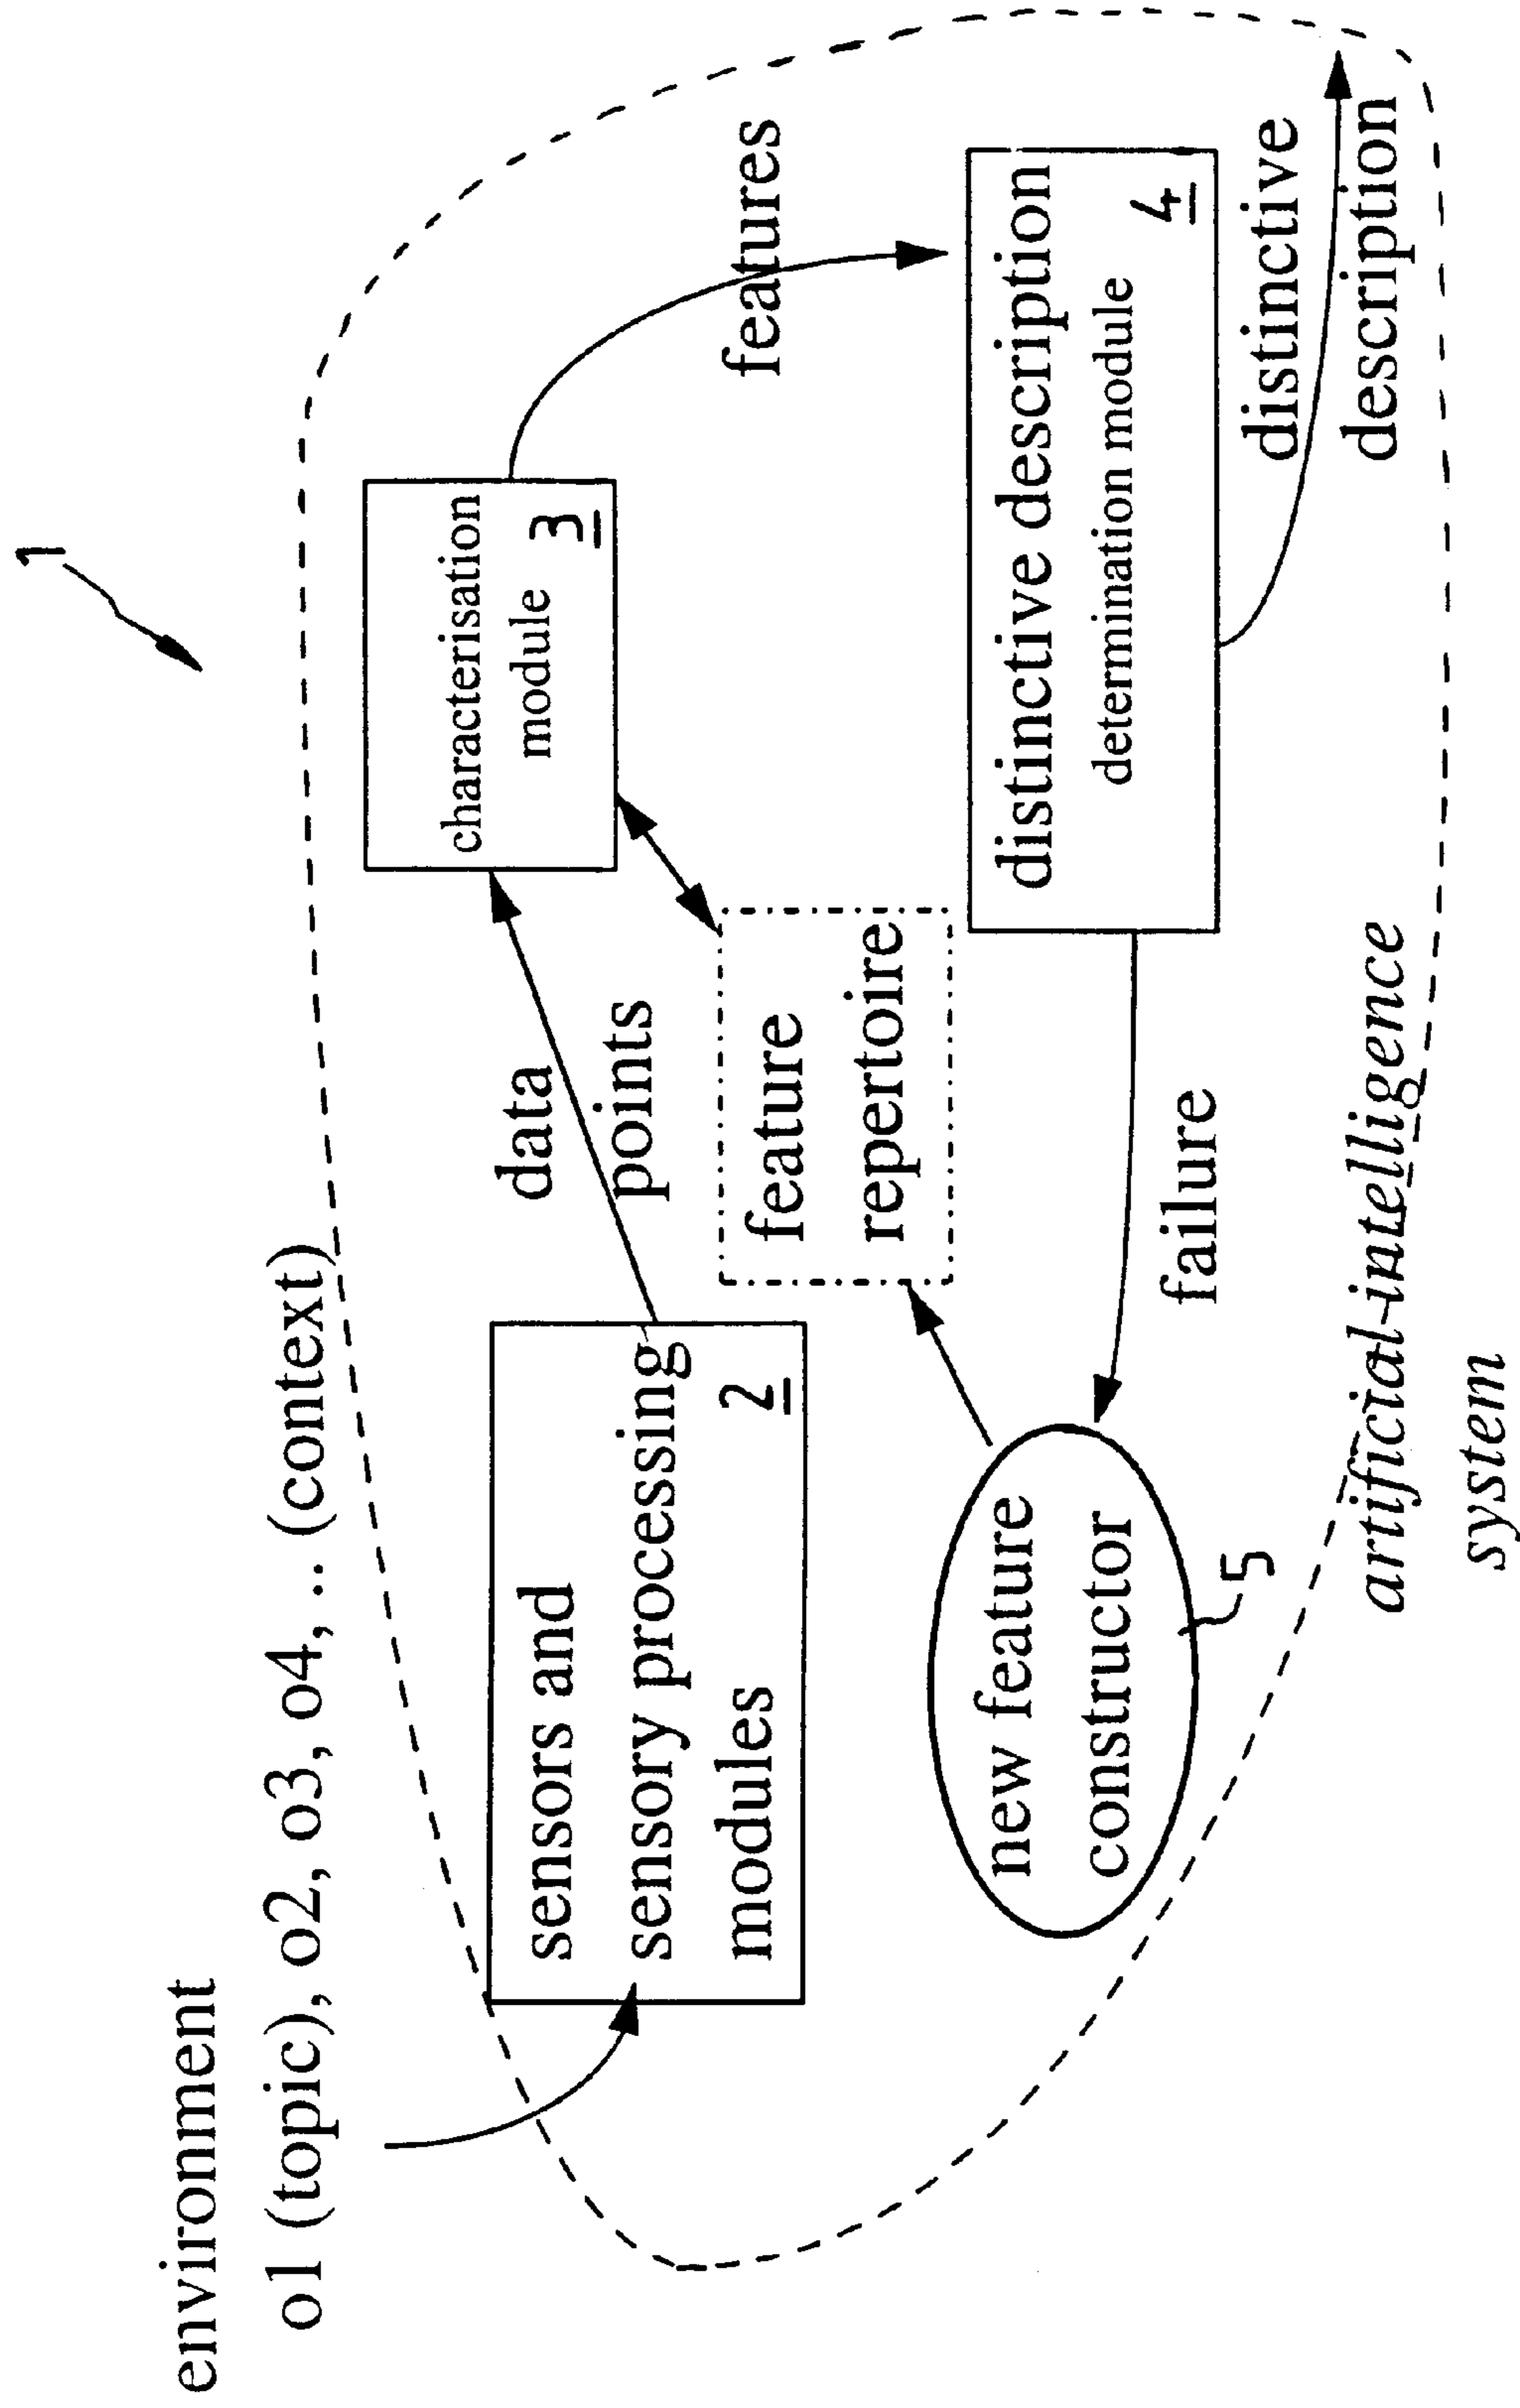 1
environment
o1 (topic), o2, o3, o4, .. (context)
sensors and
sensory processing
modules
2
data
points
characterisation
module
3
features
feature
repertoire
new feature
constructor
5
failure
distinctive description
determination module
4
distinctive
description
artificial intelligence
system